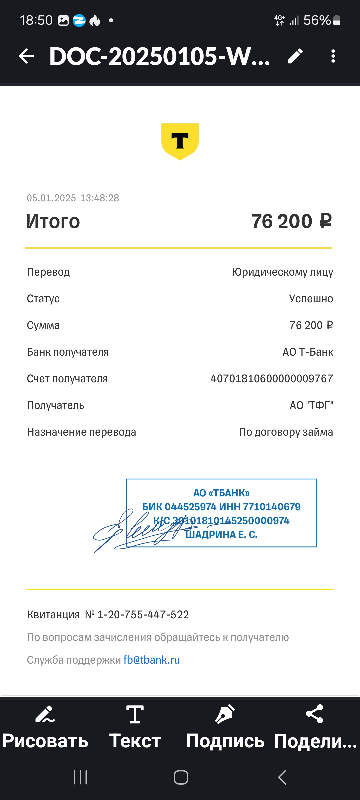 18:50 4G+ 56%
DOC-20250105-W...
T
05.01.2025 13:48:28
Итого 76 200 ₽
Перевод Юридическому лицу
Статус Успешно
Сумма 76 200 ₽
Банк получателя АО Т-Банк
Счет получателя 40701810600000009767
Получатель АО "ТФГ"
Назначение перевода По договору займа
АО «ТБАНК»
БИК 044525974 ИНН 7710140679
К/С 30101810145250000974
ШАДРИНА Е. С.
Квитанция № 1-20-755-447-522
По вопросам зачисления обращайтесь к получателю
Служба поддержки fb@tbank.ru
Рисовать Текст Подпись Подели...